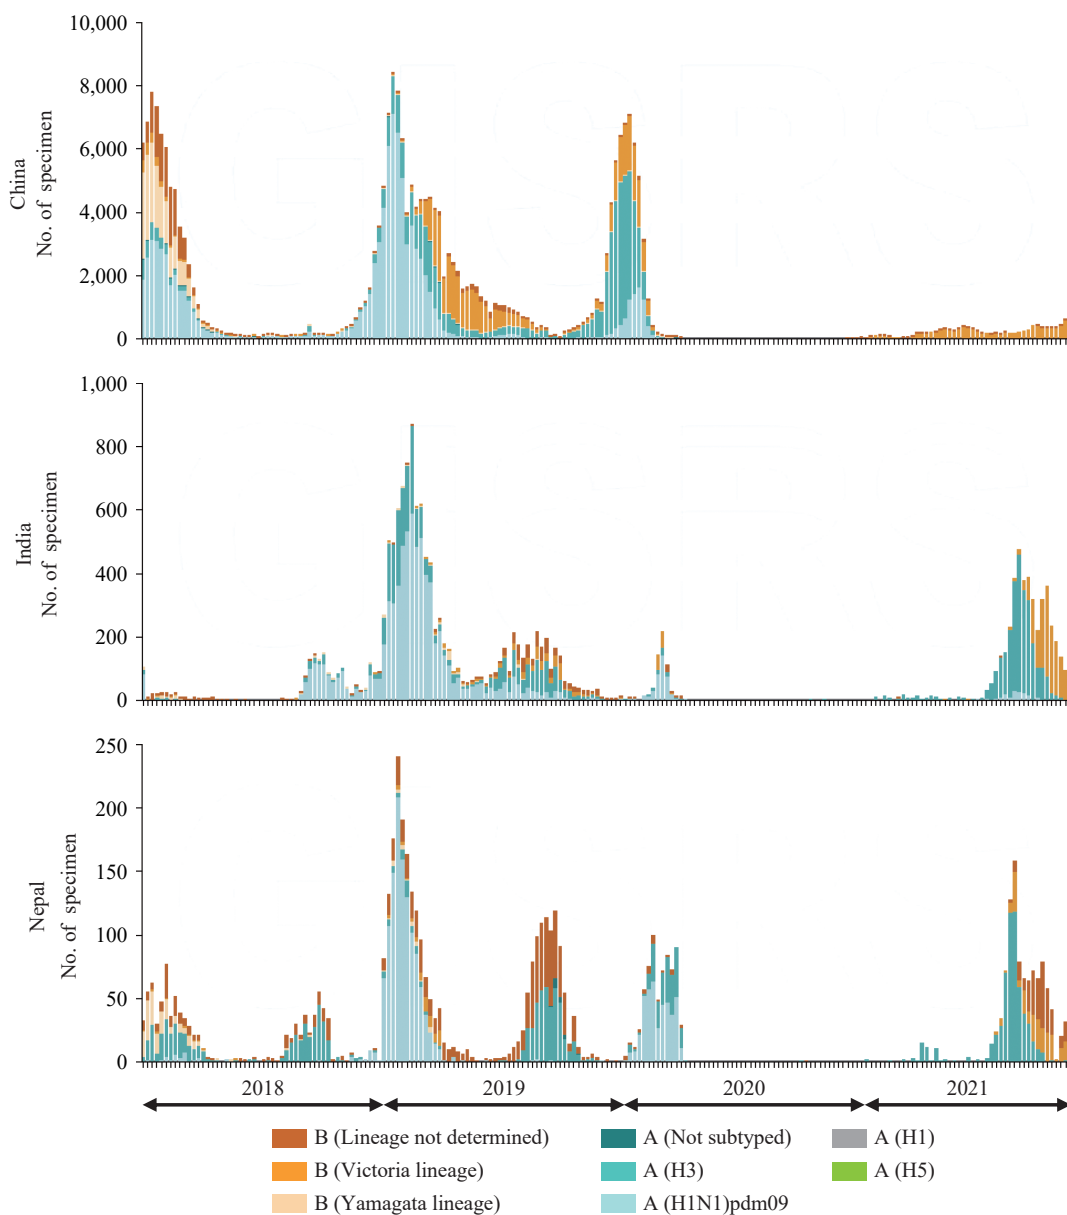 10,000
8,000
6,000
4,000
2,000
0
China
No. of specimen
1,000
800
600
400
200
0
India
No. of specimen
250
200
150
100
50
0
Nepal
No. of specimen
2018 2019 2020 2021
B (Lineage not determined) A (Not subtyped) A (H1)
B (Victoria lineage) A (H3) A (H5)
B (Yamagata lineage) A (H1N1)pdm09